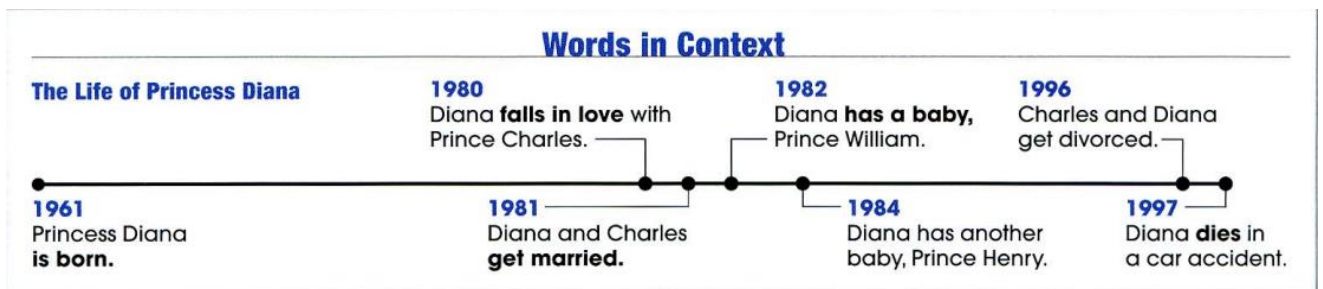 Words in Context
The Life of Princess Diana
1980
Diana falls in love with
Prince Charles.
1982
Diana has a baby,
Prince William.
1996
Charles and Diana
get divorced.
1961
Princess Diana
is born.
1981
Diana and Charles
get married.
1984
Diana has another
baby, Prince Henry.
1997
Diana dies in
a car accident.